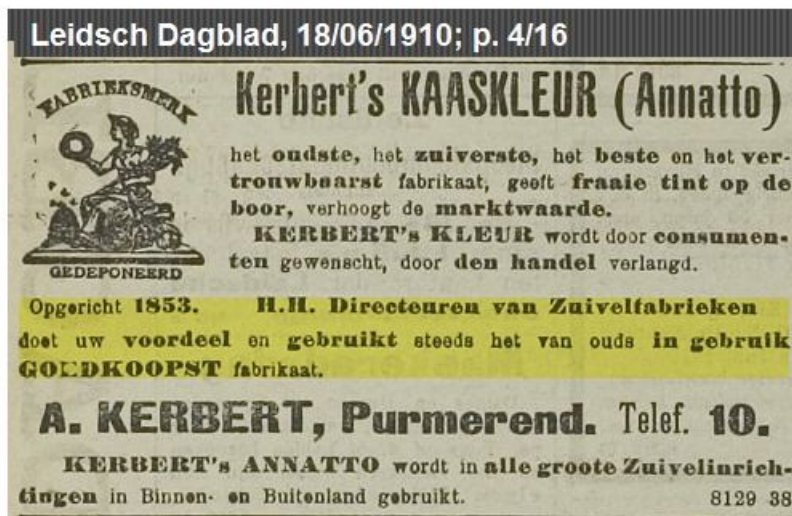 Leidsch Dagblad, 18/06/1910; p. 4/16
FABRIEKSMERK
GEDEPONEERD
Kerbert's KAASKLEUR (Annatto)
het oudste, het zuiverste, het beste en het ver-
trouwbaarst fabrikaat, geeft fraaie tint op de
boor, verhoogt de marktwaarde.
KERBERT's KLEUR wordt door consumen-
ten gewenscht, door den handel verlangd.
Opgericht 1853. H.H. Directeuren van Zuivelfabrieken
doet uw voordeel en gebruikt steeds het van ouds in gebruik
GOEDKOOPST fabrikaat.
A. KERBERT, Purmerend. Telef. 10.
KERBERT's ANNATTO wordt in alle groote Zuivelinrich-
tingen in Binnen- en Buitenland gebruikt. 8129 38